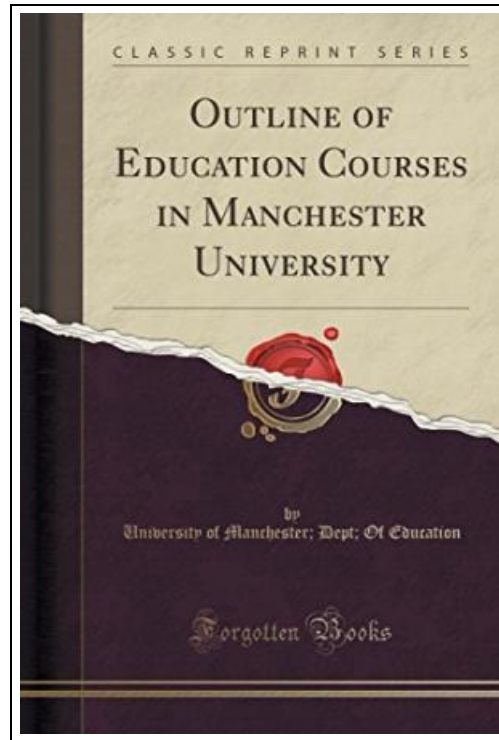 CLASSIC REPRINT SERIES
OUTLINE OF
EDUCATION COURSES
IN MANCHESTER
UNIVERSITY
by
University of Manchester; Dept; Of Education
Forgotten Books